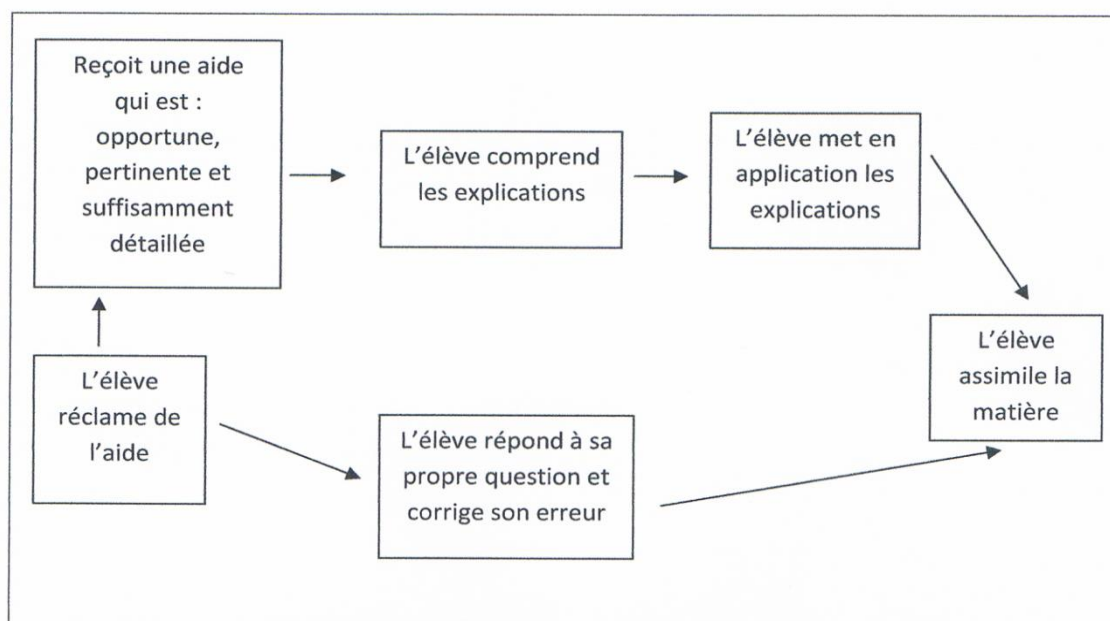 Reçoit une aide
qui est :
opportune,
pertinente et
suffisamment
détaillée
L'élève comprend
les explications
L'élève met en
application les
explications
L'élève
réclame de
l'aide
L'élève répond à sa
propre question et
corrige son erreur
L'élève
assimile la
matière